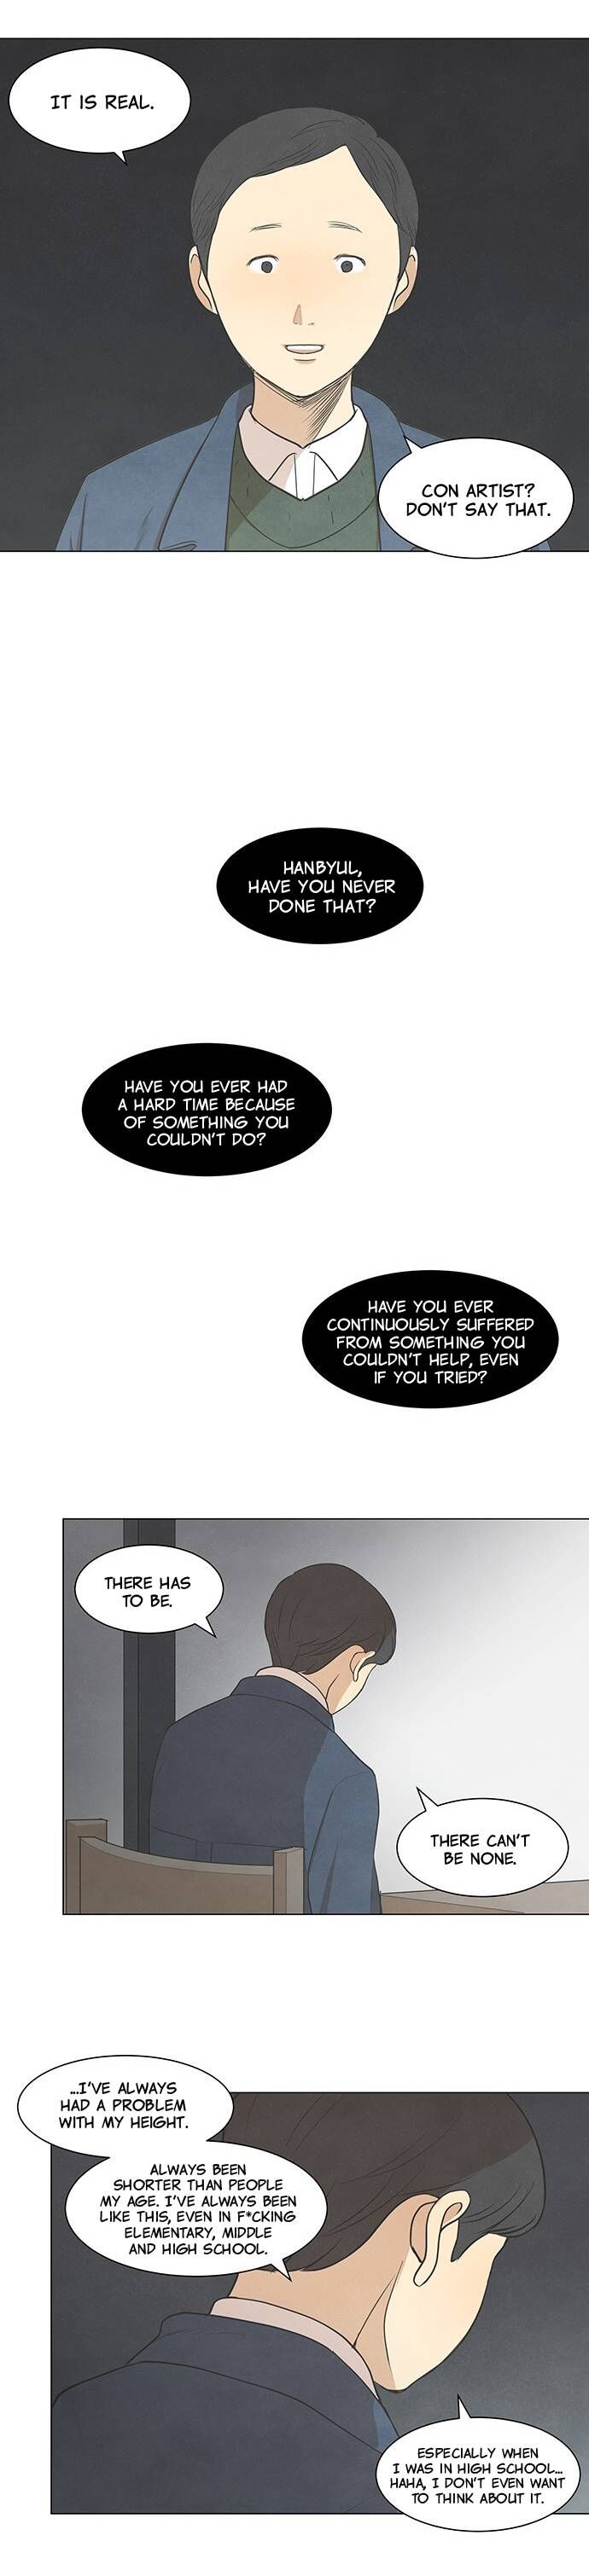 IT IS REAL.
CON ARTIST?
DON'T SAY THAT.
HANBYUL,
HAVE YOU NEVER
DONE THAT?
HAVE YOU EVER HAD
A HARD TIME BECAUSE
OF SOMETHING YOU
COULDN'T DO?
HAVE YOU EVER
CONTINUOUSLY SUFFERED
FROM SOMETHING YOU
COULDN'T HELP, EVEN
IF YOU TRIED?
THERE HAS
TO BE.
THERE CAN'T
BE NONE.
...I'VE ALWAYS
HAD A PROBLEM
WITH MY HEIGHT.
ALWAYS BEEN
SHORTER THAN PEOPLE
MY AGE. I'VE ALWAYS BEEN
LIKE THIS, EVEN IN F*CKING
ELEMENTARY, MIDDLE
AND HIGH SCHOOL.
ESPECIALLY WHEN
I WAS IN HIGH SCHOOL...
HAHA, I DON'T EVEN WANT
TO THINK ABOUT IT.